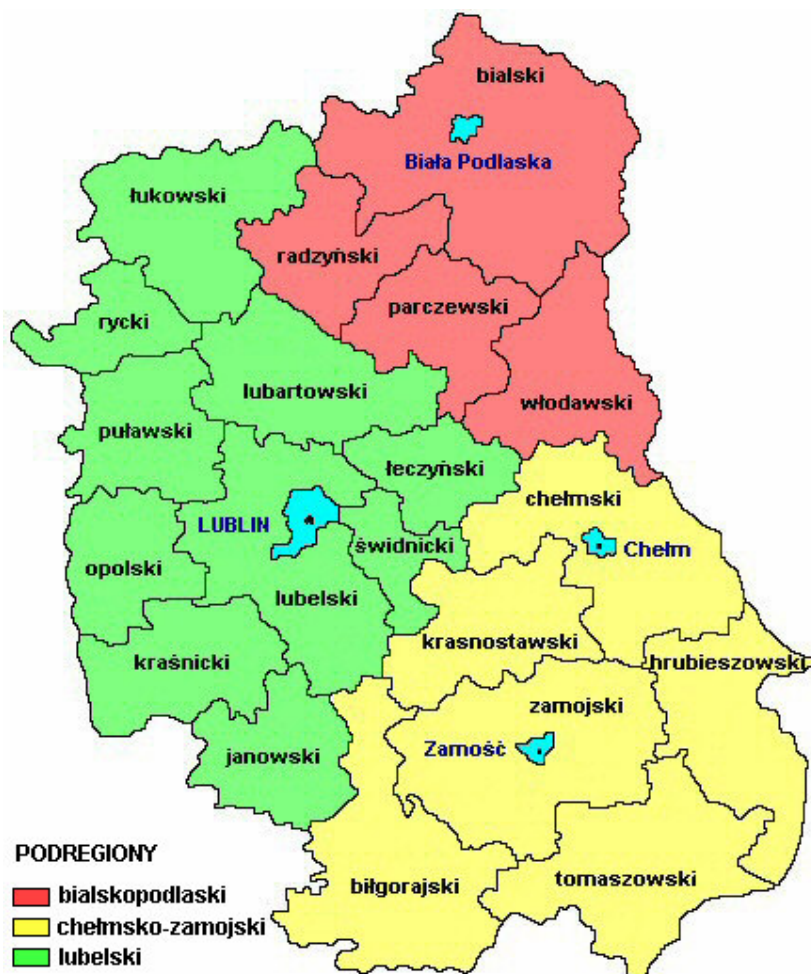 bialski
Biała Podlaska
łukowski
radzyński
parczewski
rycki
lubartowski
włodawski
puławski
łeczyński
chełmski
LUBLIN
świdnicki
Chełm
opolski
lubelski
krasnostawski
kraśnicki
hrubieszowski
zamojski
Zamość
janowski
PODREGIONY
biłgorajski
tomaszowski
bialskopodlaski
chełmsko-zamojski
lubelski